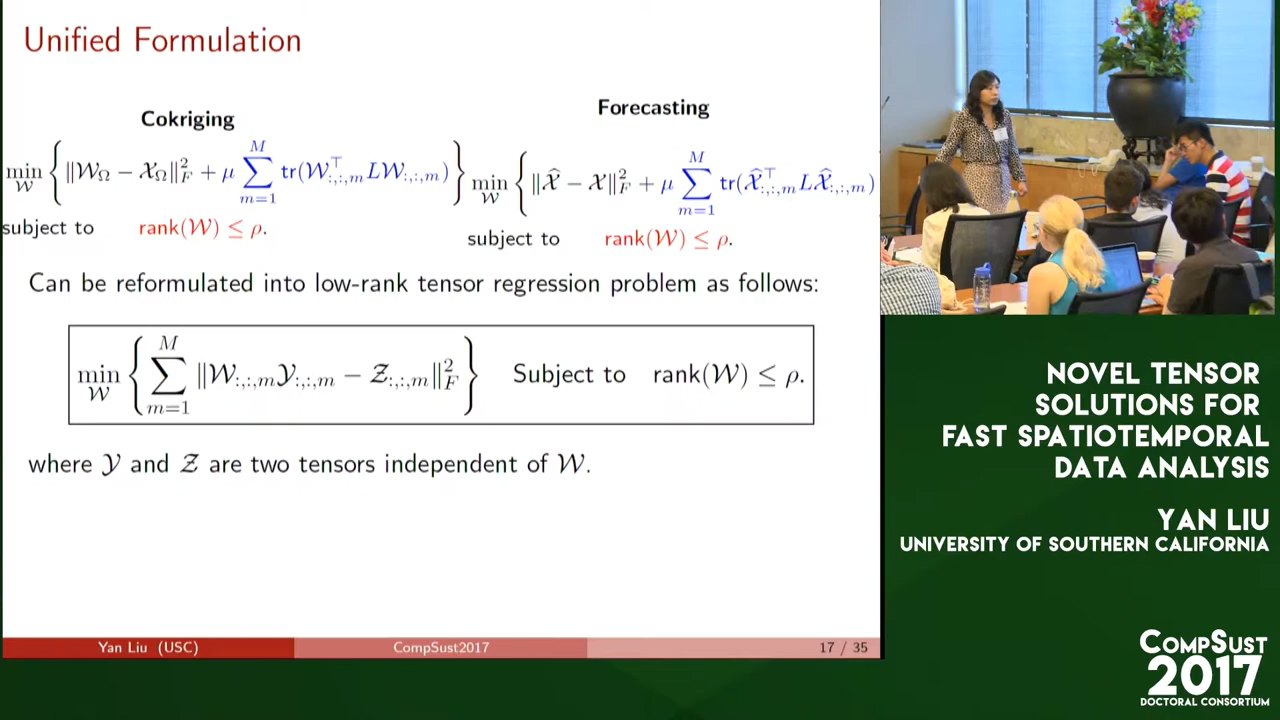 Unified Formulation
Cokriging
min_𝒲 { ‖𝒲_Ω − 𝒳_Ω‖²_F + μ ∑_{m=1}^{M} tr(𝒲^⊤_{:,:,m} L𝒲_{:,:,m}) }
subject to rank(𝒲) ≤ ρ.
Forecasting
min_𝒲 { ‖𝒳̂ − 𝒳‖²_F + μ ∑_{m=1}^{M} tr(𝒳̂^⊤_{:,:,m} L𝒳̂_{:,:,m})
subject to rank(𝒲) ≤ ρ.
Can be reformulated into low-rank tensor regression problem as follows:
min_𝒲 { ∑_{m=1}^{M} ‖𝒲_{:,:,m}𝒴_{:,:,m} − 𝒵_{:,:,m}‖²_F } Subject to rank(𝒲) ≤ ρ.
where 𝒴 and 𝒵 are two tensors independent of 𝒲.
Yan Liu (USC) CompSust2017 17 / 35
NOVEL TENSOR
SOLUTIONS FOR
FAST SPATIOTEMPORAL
DATA ANALYSIS
YAN LIU
UNIVERSITY OF SOUTHERN CALIFORNIA
COMPSUST
2017
DOCTORAL CONSORTIUM